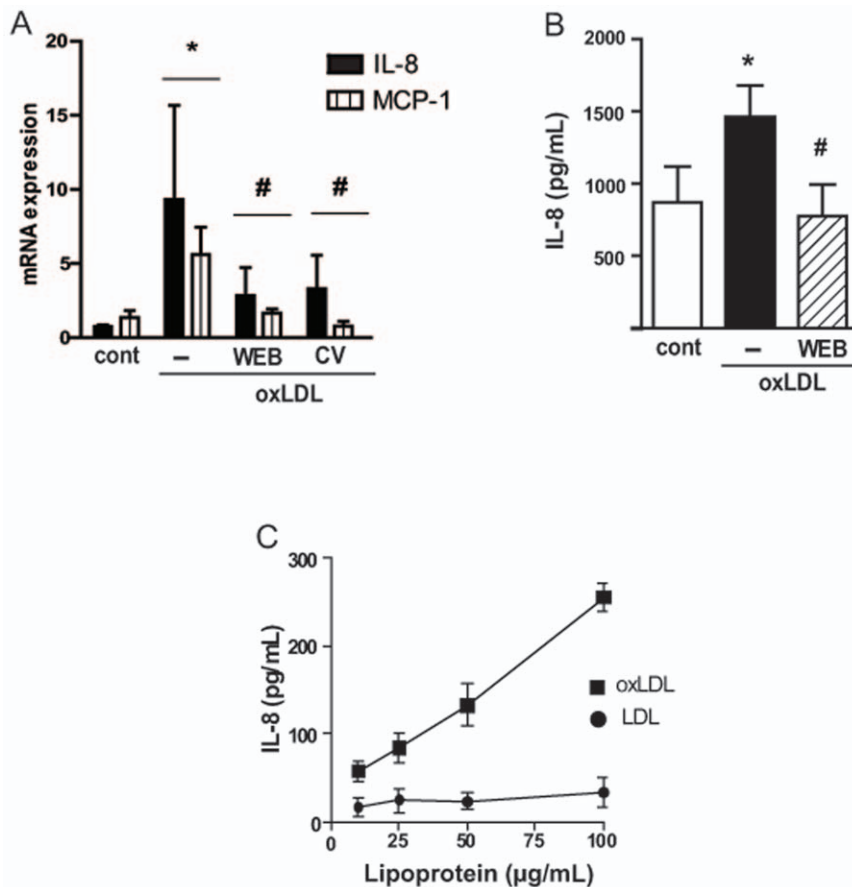 A
mRNA expression
20
15
10
5
0
*
#
#
IL-8
MCP-1
cont
–
WEB
CV
oxLDL
B
IL-8 (pg/mL)
2000
1500
1000
500
0
*
#
cont
–
WEB
oxLDL
C
IL-8 (pg/mL)
300
200
100
0
0
25
50
75
100
oxLDL
LDL
Lipoprotein (µg/mL)